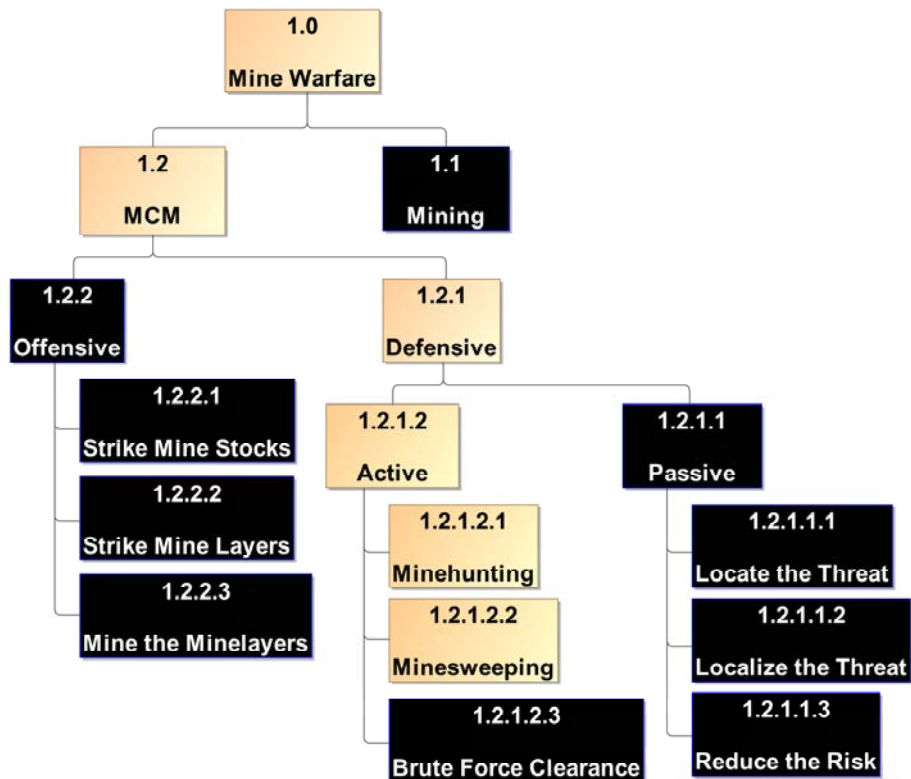 1.0
Mine Warfare
1.2
MCM
1.1
Mining
1.2.2
Offensive
1.2.1
Defensive
1.2.2.1
Strike Mine Stocks
1.2.2.2
Strike Mine Layers
1.2.2.3
Mine the Minelayers
1.2.1.2
Active
1.2.1.1
Passive
1.2.1.2.1
Minehunting
1.2.1.2.2
Minesweeping
1.2.1.2.3
Brute Force Clearance
1.2.1.1.1
Locate the Threat
1.2.1.1.2
Localize the Threat
1.2.1.1.3
Reduce the Risk